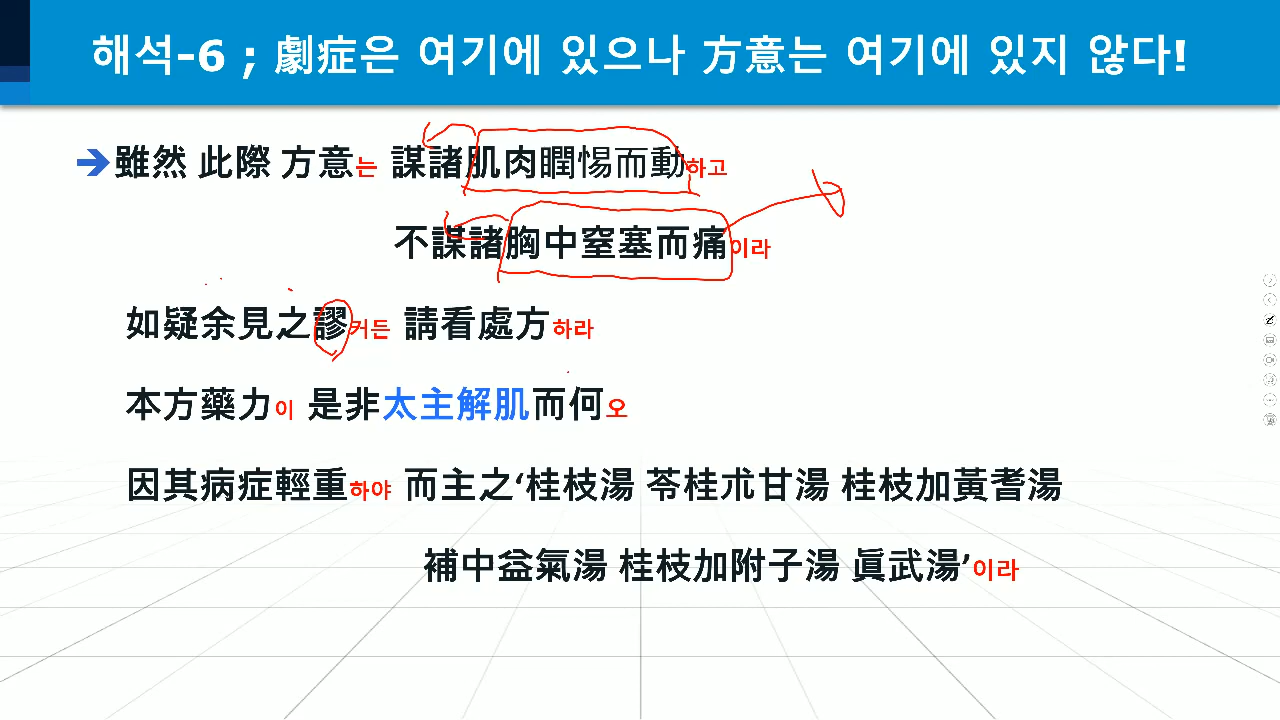 해석-6 ; 劇症은 여기에 있으나 方意는 여기에 있지 않다!
雖然 此際 方意는 謀諸肌肉瞤惕而動하고
不謀諸胸中窒塞而痛이라
如疑余見之謬커든 請看處方하라
本方藥力이 是非太主解肌而何오
因其病症輕重하야 而主之‘桂枝湯 苓桂朮甘湯 桂枝加黃耆湯
補中益氣湯 桂枝加附子湯 眞武湯’이라